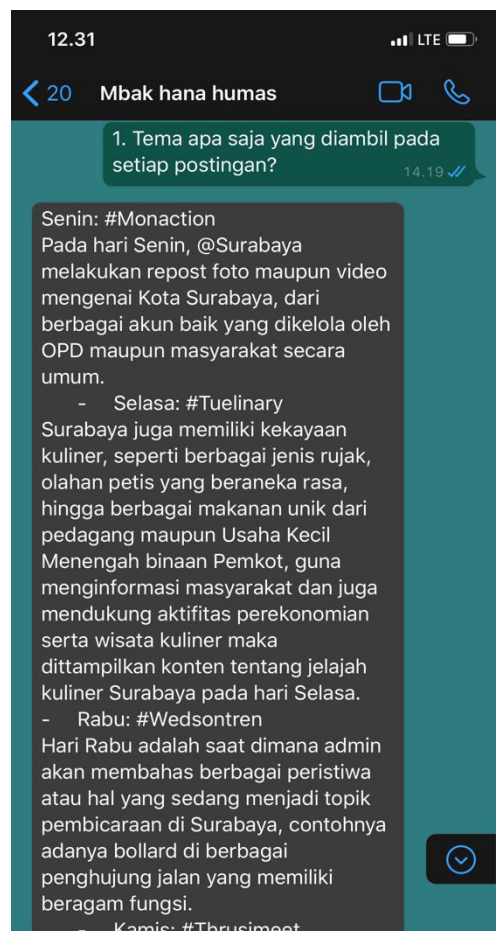 12.31
LTE
20 Mbak hana humas
1. Tema apa saja yang diambil pada
setiap postingan?
14.19
Senin: #Monaction
Pada hari Senin, @Surabaya
melakukan repost foto maupun video
mengenai Kota Surabaya, dari
berbagai akun baik yang dikelola oleh
OPD maupun masyarakat secara
umum.
- Selasa: #Tuelinary
Surabaya juga memiliki kekayaan
kuliner, seperti berbagai jenis rujak,
olahan petis yang beraneka rasa,
hingga berbagai makanan unik dari
pedagang maupun Usaha Kecil
Menengah binaan Pemkot, guna
menginformasi masyarakat dan juga
mendukung aktifitas perekonomian
serta wisata kuliner maka
dittampilkan konten tentang jelajah
kuliner Surabaya pada hari Selasa.
- Rabu: #Wedsontren
Hari Rabu adalah saat dimana admin
akan membahas berbagai peristiwa
atau hal yang sedang menjadi topik
pembicaraan di Surabaya, contohnya
adanya bollard di berbagai
penghujung jalan yang memiliki
beragam fungsi.
- Kamis: #Thrusimeet